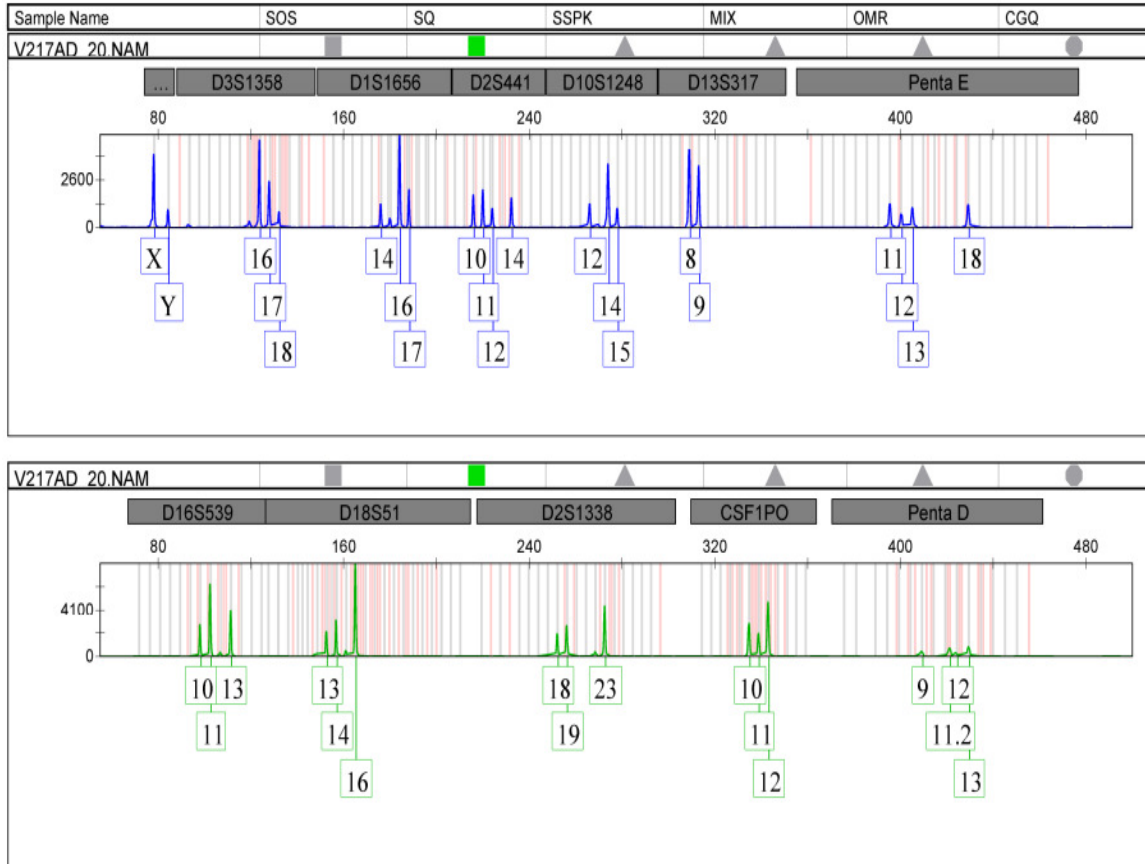 Sample Name SOS SQ SSPK MIX OMR CGQ
V217AD_20.NAM
... D3S1358 D1S1656 D2S441 D10S1248 D13S317 Penta E
80 160 240 320 400 480
2600
0
X 16 14 10 14 12 8 11 18
Y 17 16 11 14 9 12
18 17 12 15 13
V217AD_20.NAM
D16S539 D18S51 D2S1338 CSF1PO Penta D
80 160 240 320 400 480
4100
0
10 13 13 18 23 10 9 12
11 14 19 11 11.2
16 12 13